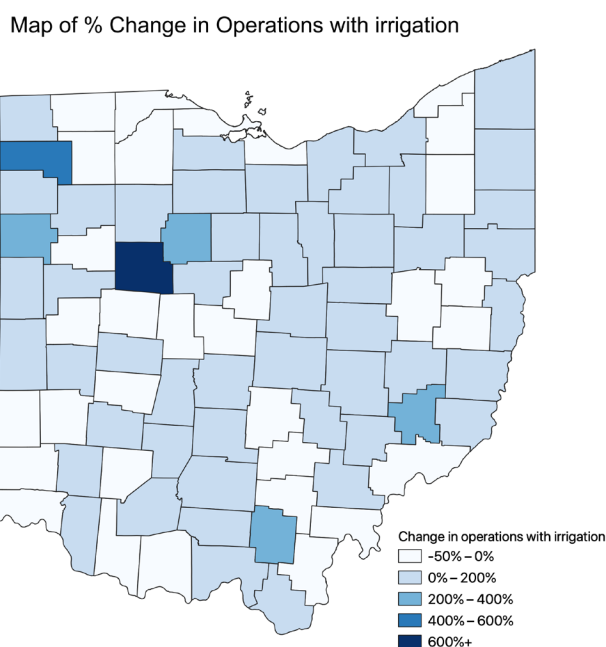 Map of % Change in Operations with irrigation
Change in operations with irrigation
-50% – 0%
0% – 200%
200% – 400%
400% – 600%
600%+